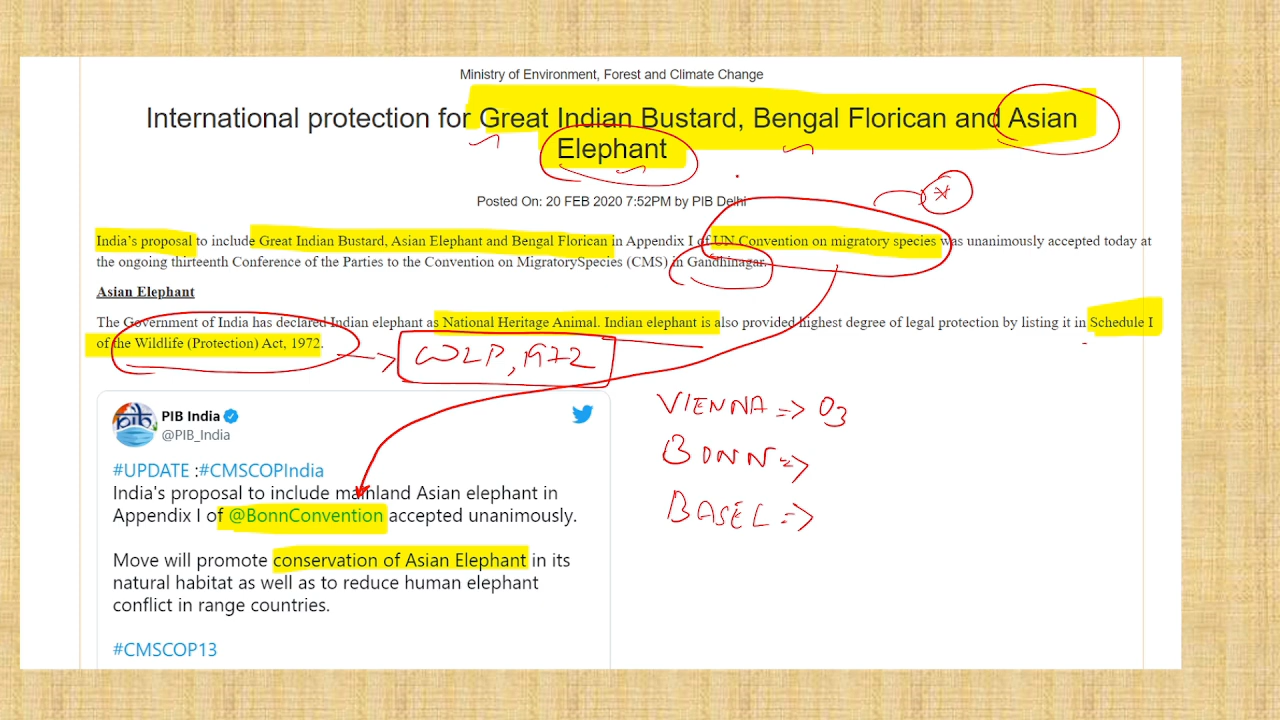 Ministry of Environment, Forest and Climate Change
International protection for Great Indian Bustard, Bengal Florican and Asian
Elephant
Posted On: 20 FEB 2020 7:52PM by PIB Delhi
*
India's proposal to include Great Indian Bustard, Asian Elephant and Bengal Florican in Appendix I of UN Convention on migratory species was unanimously accepted today at
the ongoing thirteenth Conference of the Parties to the Convention on MigratorySpecies (CMS) in Gandhinagar.
Asian Elephant
The Government of India has declared Indian elephant as National Heritage Animal. Indian elephant is also provided highest degree of legal protection by listing it in Schedule I
of the Wildlife (Protection) Act, 1972.
WLP, 1972
PIB India
@PIB_India
#UPDATE :#CMSCOPIndia
India's proposal to include mainland Asian elephant in
Appendix I of @BonnConvention accepted unanimously.
Move will promote conservation of Asian Elephant in its
natural habitat as well as to reduce human elephant
conflict in range countries.
#CMSCOP13
VIENNA => O3
BONN =>
BASEL =>